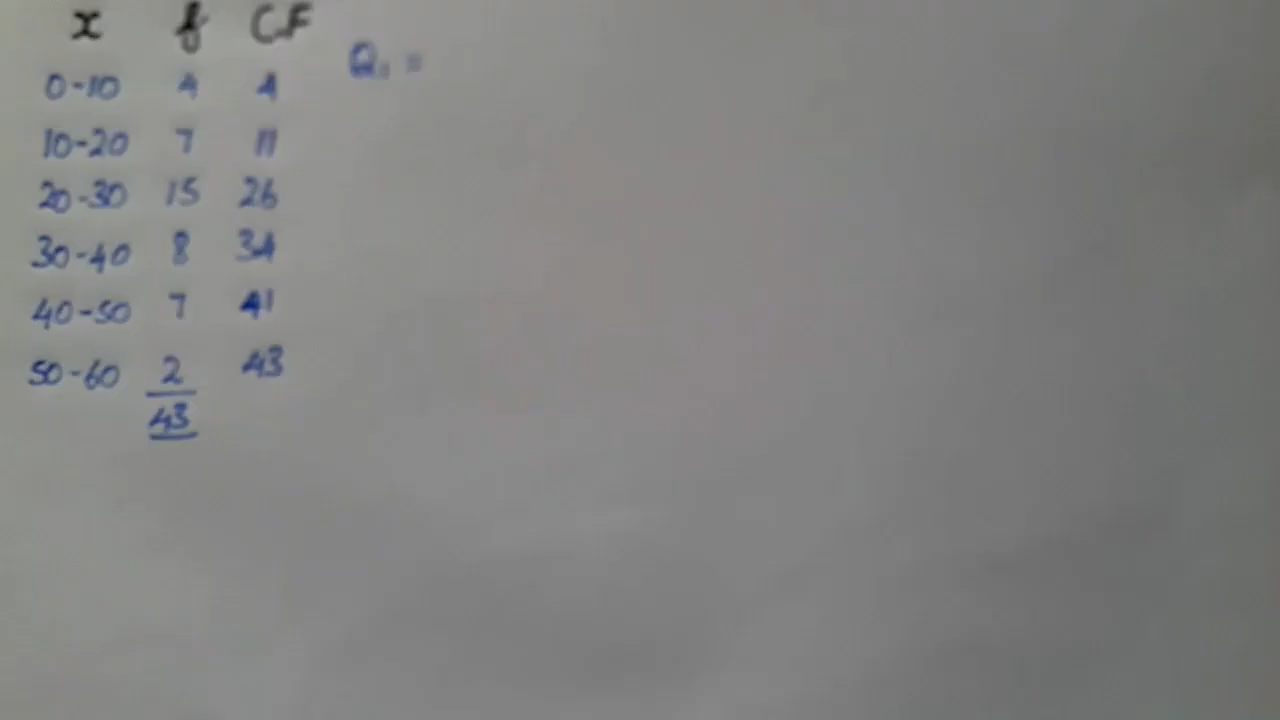 x f C.F
Q₁ =
0-10 4 4
10-20 7 11
20-30 15 26
30-40 8 34
40-50 7 41
50-60 2 43
43